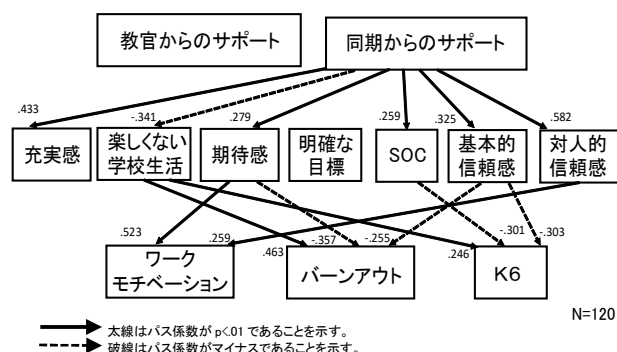 教官からのサポート
同期からのサポート
.433
-.341
.279
.259
.325
.582
充実感
楽しくない
学校生活
期待感
明確な
目標
SOC
基本的
信頼感
対人的
信頼感
.523
.259
.463
-.357
-.255
.246
-.301
-.303
ワーク
モチベーション
バーンアウト
K6
N=120
太線はパス係数が p<.01 であることを示す。
破線はパス係数がマイナスであることを示す。